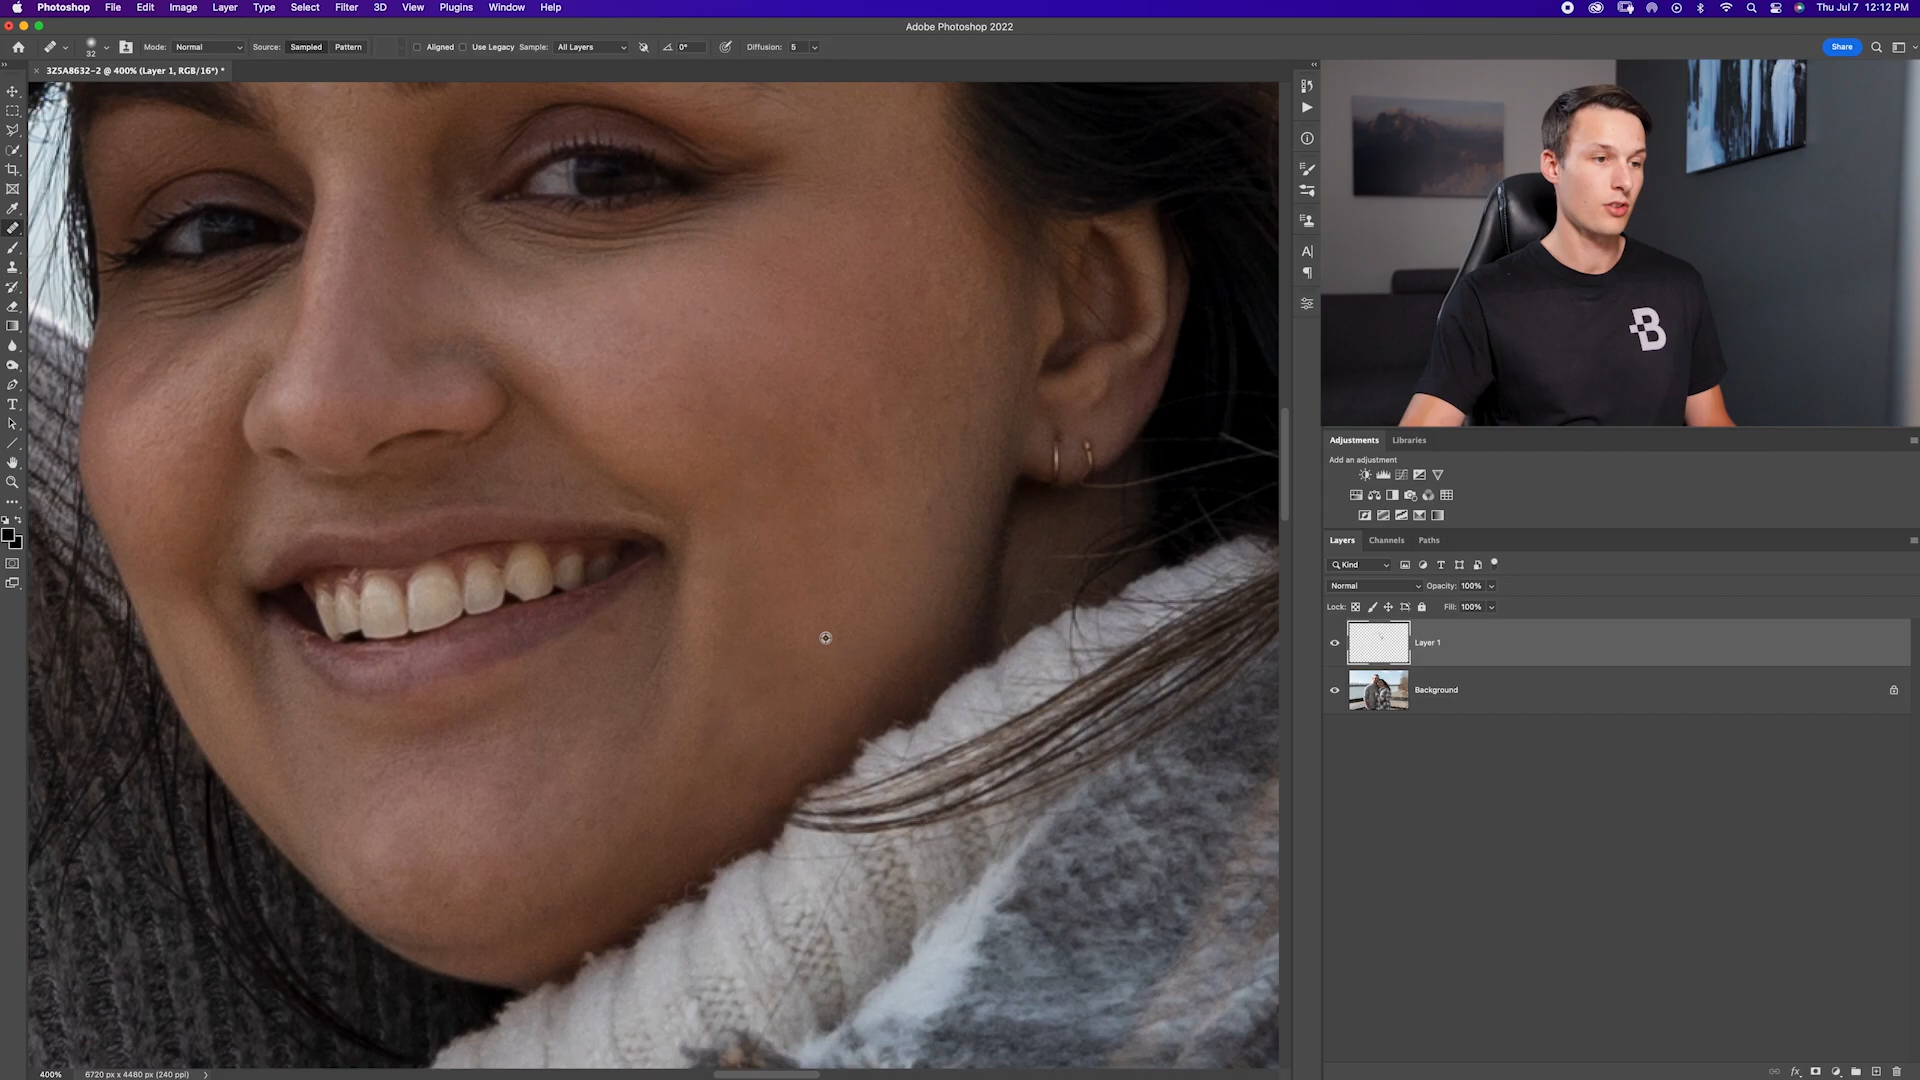 Photoshop File Edit Image Layer Type Select Filter 3D View Plugins Window Help Thu Jul 7 12:12 PM
Adobe Photoshop 2022
32 Mode: Normal Source: Sampled Pattern Aligned Use Legacy Sample: All Layers 0° Diffusion: 5 Share
3Z5A8632-2 @ 400% (Layer 1, RGB/16*) *
B
Adjustments Libraries
Add an adjustment
Layers Channels Paths
Kind
Normal Opacity: 100%
Lock: Fill: 100%
Layer 1
Background
fx
400% 6720 px x 4480 px (240 ppi)